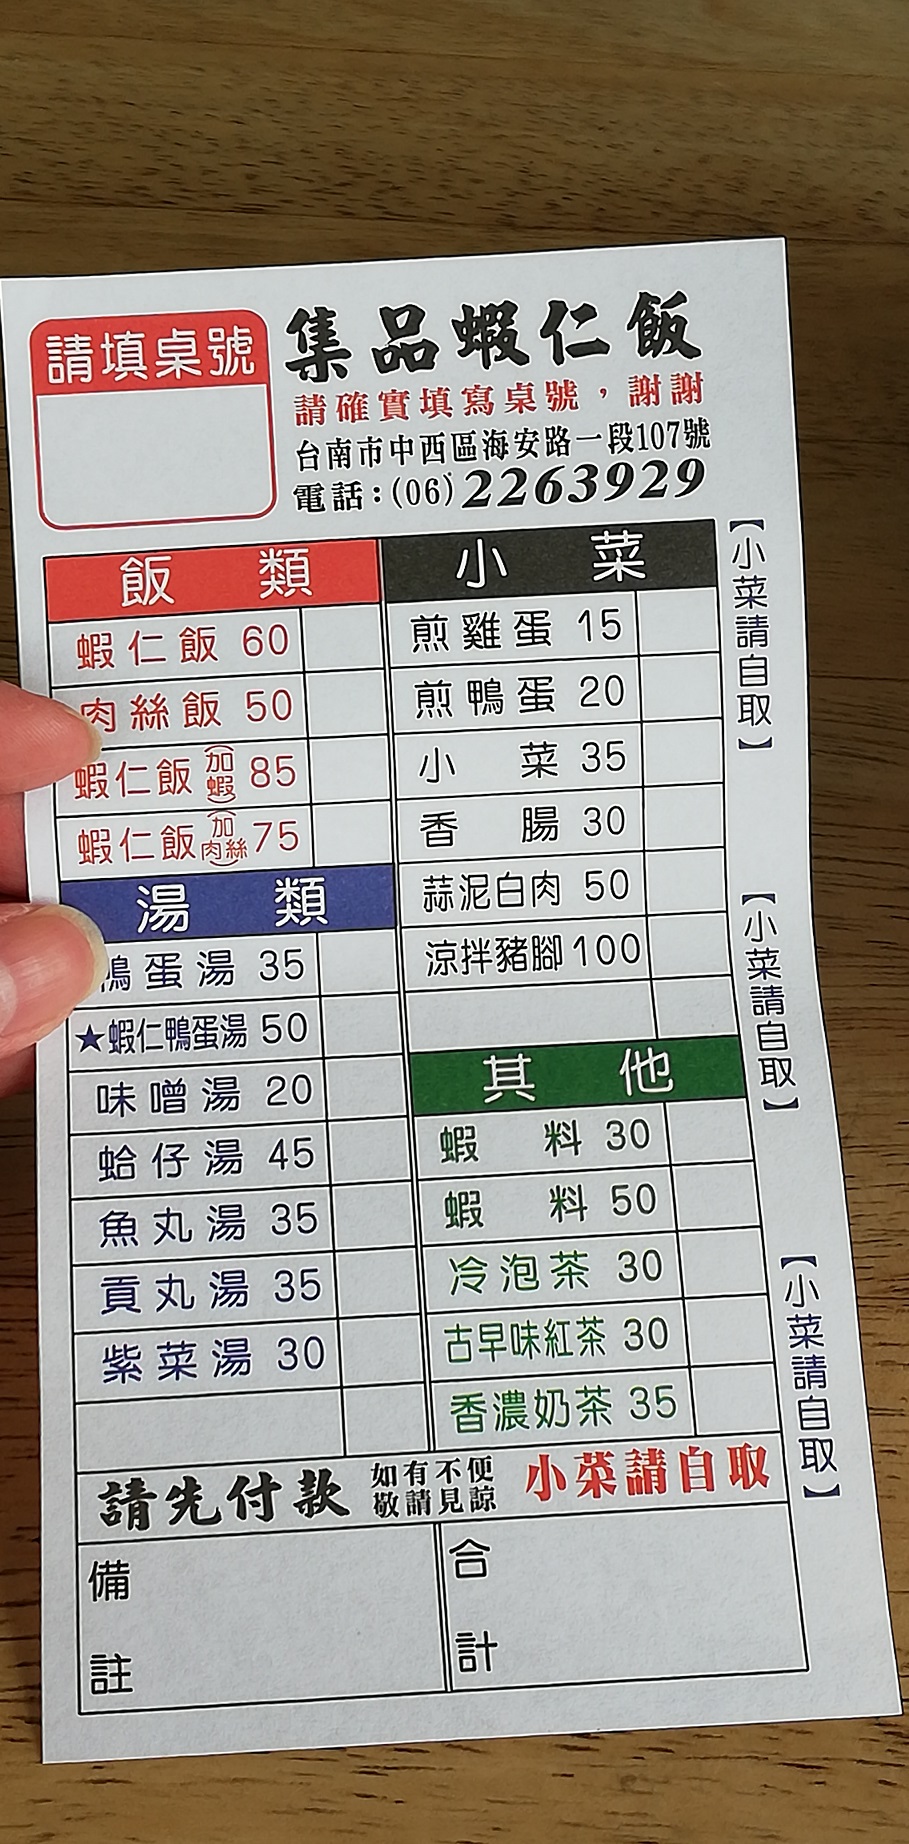 請填桌號
集品蝦仁飯
請確實填寫桌號，謝謝
台南市中西區海安路一段107號
電話：(06)2263929
飯類
蝦仁飯 60
肉絲飯 50
蝦仁飯(加蝦) 85
蝦仁飯(加肉絲) 75
湯類
鴨蛋湯 35
★蝦仁鴨蛋湯 50
味噌湯 20
蛤仔湯 45
魚丸湯 35
貢丸湯 35
紫菜湯 30
小菜
煎雞蛋 15
煎鴨蛋 20
小菜 35
香腸 30
蒜泥白肉 50
涼拌豬腳 100
其他
蝦料 30
蝦料 50
冷泡茶 30
古早味紅茶 30
香濃奶茶 35
【小菜請自取】
【小菜請自取】
【小菜請自取】
請先付款 如有不便
敬請見諒 小菜請自取
備註
合計